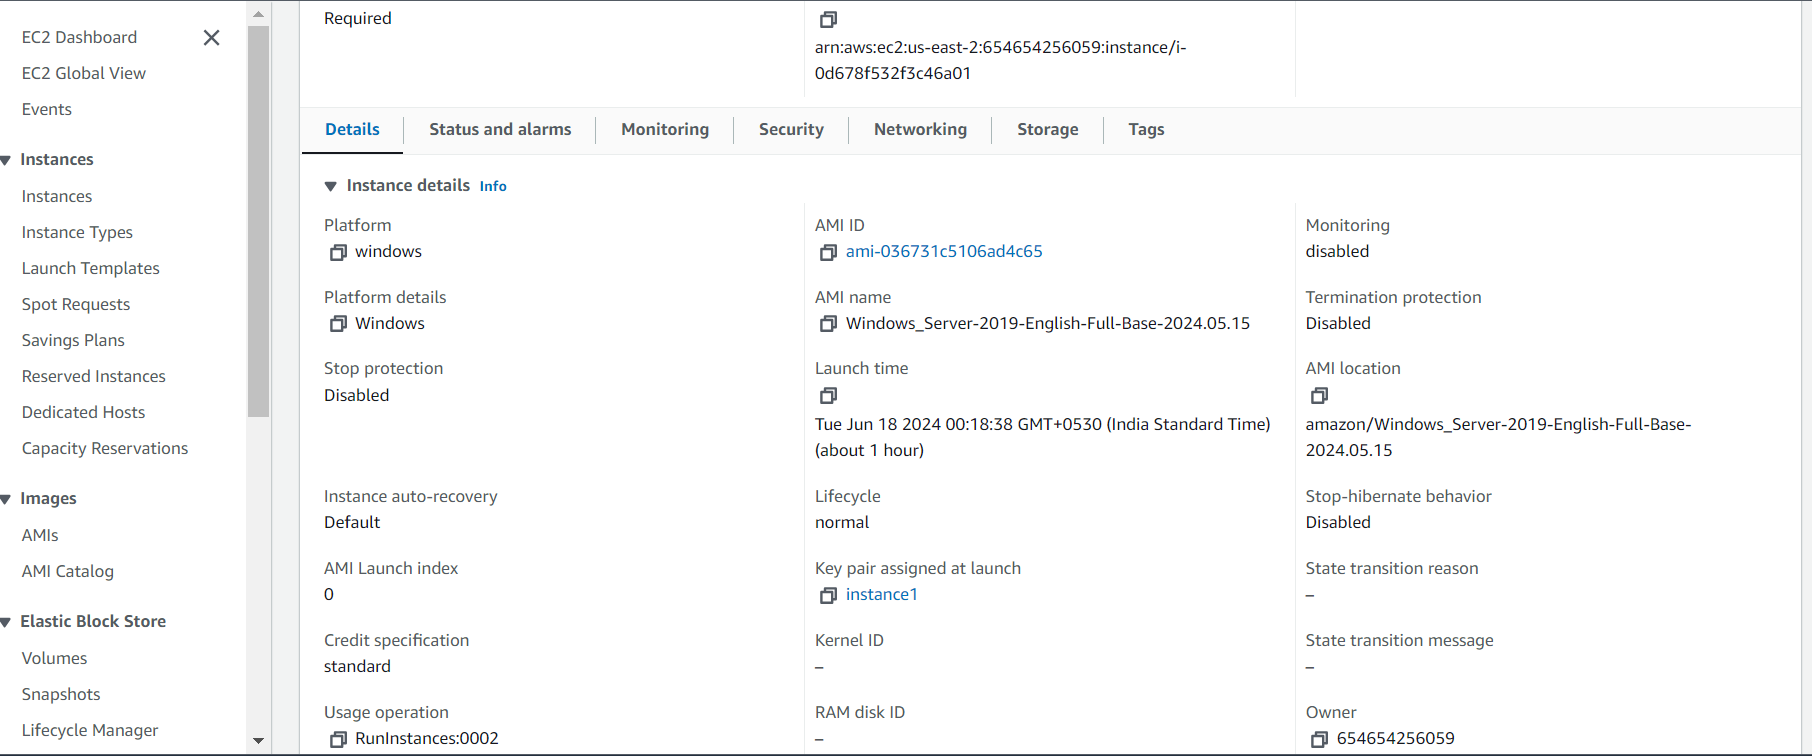 EC2 Dashboard
EC2 Global View
Events
Instances
Instances
Instance Types
Launch Templates
Spot Requests
Savings Plans
Reserved Instances
Dedicated Hosts
Capacity Reservations
Images
AMIs
AMI Catalog
Elastic Block Store
Volumes
Snapshots
Lifecycle Manager
Required
arn:aws:ec2:us-east-2:654654256059:instance/i-
0d678f532f3c46a01
Details
Status and alarms
Monitoring
Security
Networking
Storage
Tags
Instance details Info
Platform
windows
AMI ID
ami-036731c5106ad4c65
Monitoring
disabled
Platform details
Windows
AMI name
Windows_Server-2019-English-Full-Base-2024.05.15
Termination protection
Disabled
Stop protection
Disabled
Launch time
Tue Jun 18 2024 00:18:38 GMT+0530 (India Standard Time)
(about 1 hour)
AMI location
amazon/Windows_Server-2019-English-Full-Base-
2024.05.15
Instance auto-recovery
Default
Lifecycle
normal
Stop-hibernate behavior
Disabled
AMI Launch index
0
Key pair assigned at launch
instance1
State transition reason
–
Credit specification
standard
Kernel ID
–
State transition message
–
Usage operation
RunInstances:0002
RAM disk ID
–
Owner
654654256059